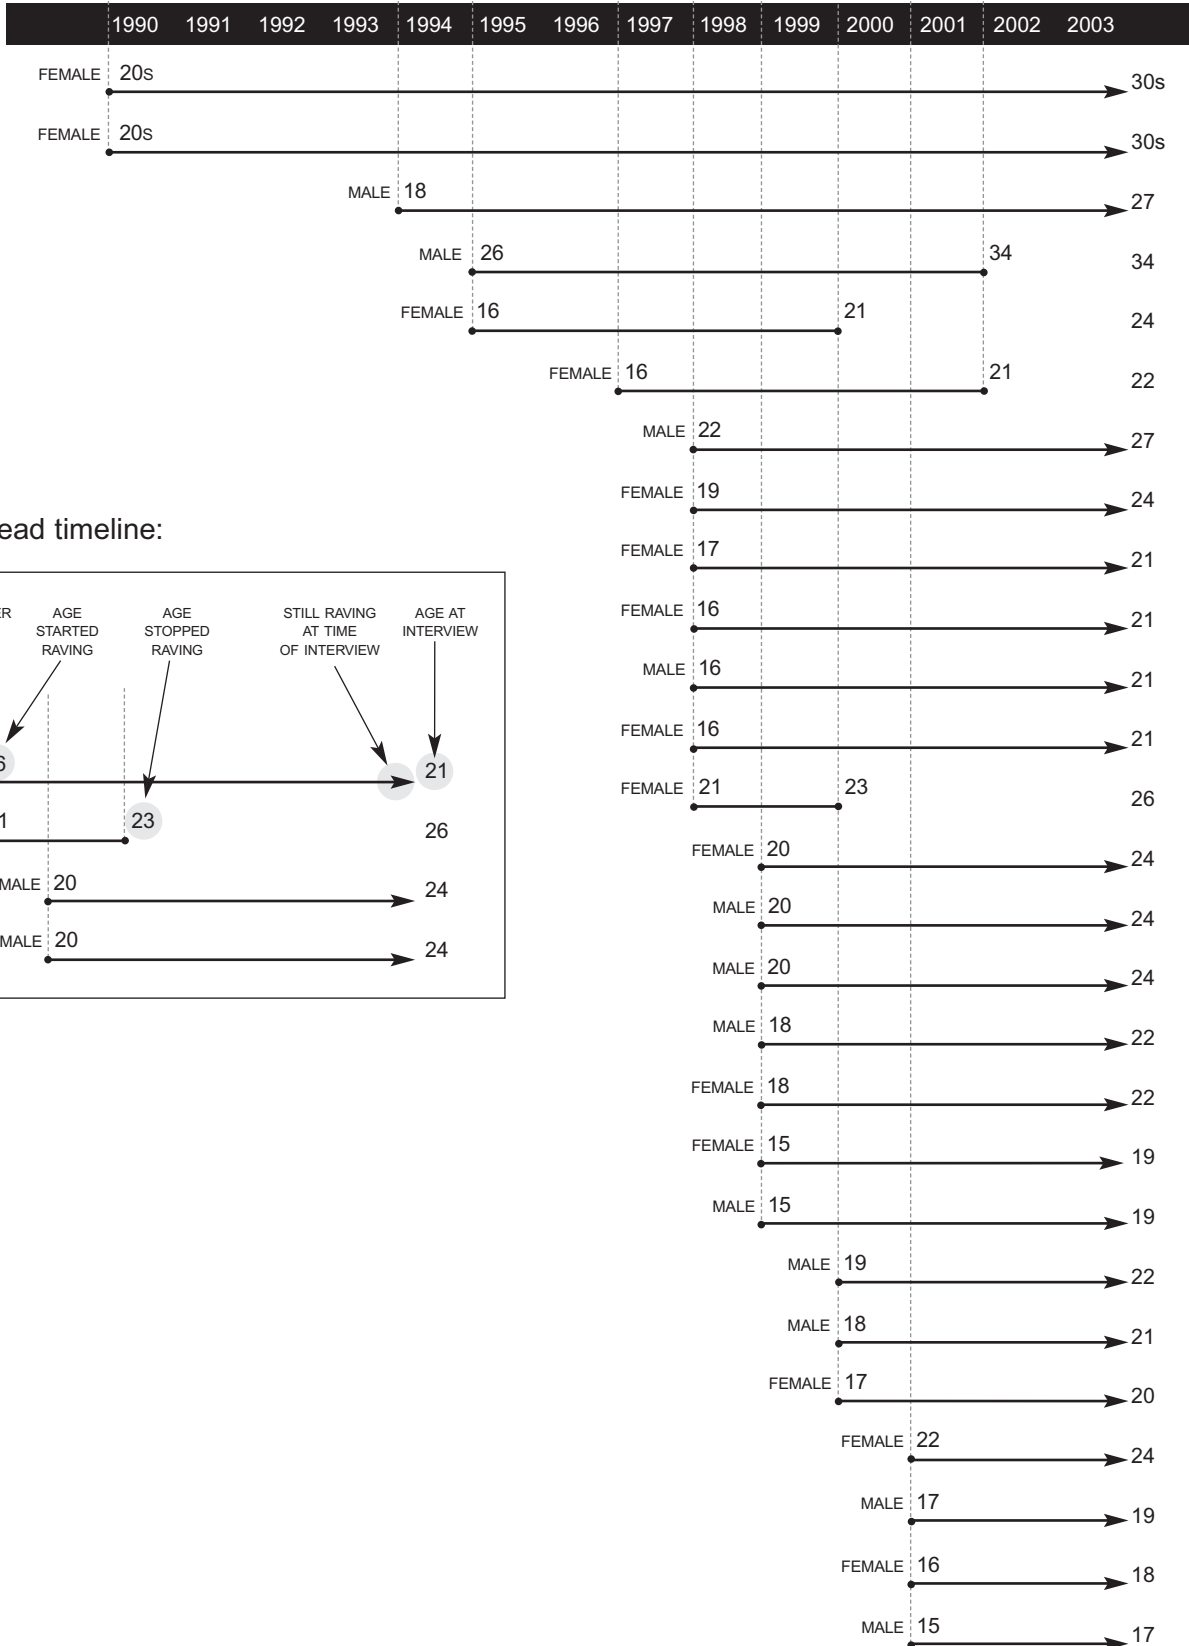 1990 1991 1992 1993 1994 1995 1996 1997 1998 1999 2000 2001 2002 2003
FEMALE 20s 30s
FEMALE 20s 30s
MALE 18 27
MALE 26 34 34
FEMALE 16 21 24
FEMALE 16 21 22
MALE 22 27
FEMALE 19 24
FEMALE 17 21
FEMALE 16 21
MALE 16 21
FEMALE 16 21
FEMALE 21 23 26
FEMALE 20 24
MALE 20 24
MALE 20 24
MALE 18 22
FEMALE 18 22
FEMALE 15 19
MALE 15 19
MALE 19 22
MALE 18 21
FEMALE 17 20
FEMALE 22 24
MALE 17 19
FEMALE 16 18
MALE 15 17
ead timeline:
ER AGE AGE STILL RAVING AGE AT
STARTED STOPPED AT TIME INTERVIEW
RAVING RAVING OF INTERVIEW
6 21
1 23 26
MALE 20 24
MALE 20 24